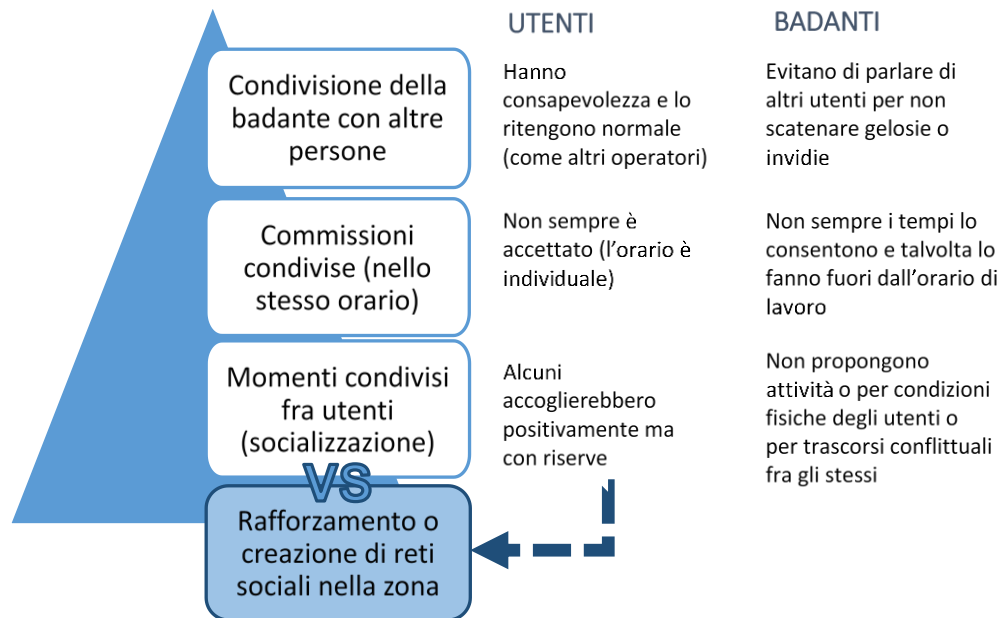 UTENTI
BADANTI
Condivisione della
badante con altre
persone
Hanno
consapevolezza e lo
ritengono normale
(come altri operatori)
Evitano di parlare di
altri utenti per non
scatenare gelosie o
invidie
Commissioni
condivise (nello
stesso orario)
Non sempre è
accettato (l'orario è
individuale)
Non sempre i tempi lo
consentono e talvolta lo
fanno fuori dall'orario di
lavoro
Momenti condivisi
fra utenti
(socializzazione)
Alcuni
accoglierebbero
positivamente ma
con riserve
Non propongono
attività o per condizioni
fisiche degli utenti o
per trascorsi conflittuali
fra gli stessi
VS
Rafforzamento o
creazione di reti
sociali nella zona